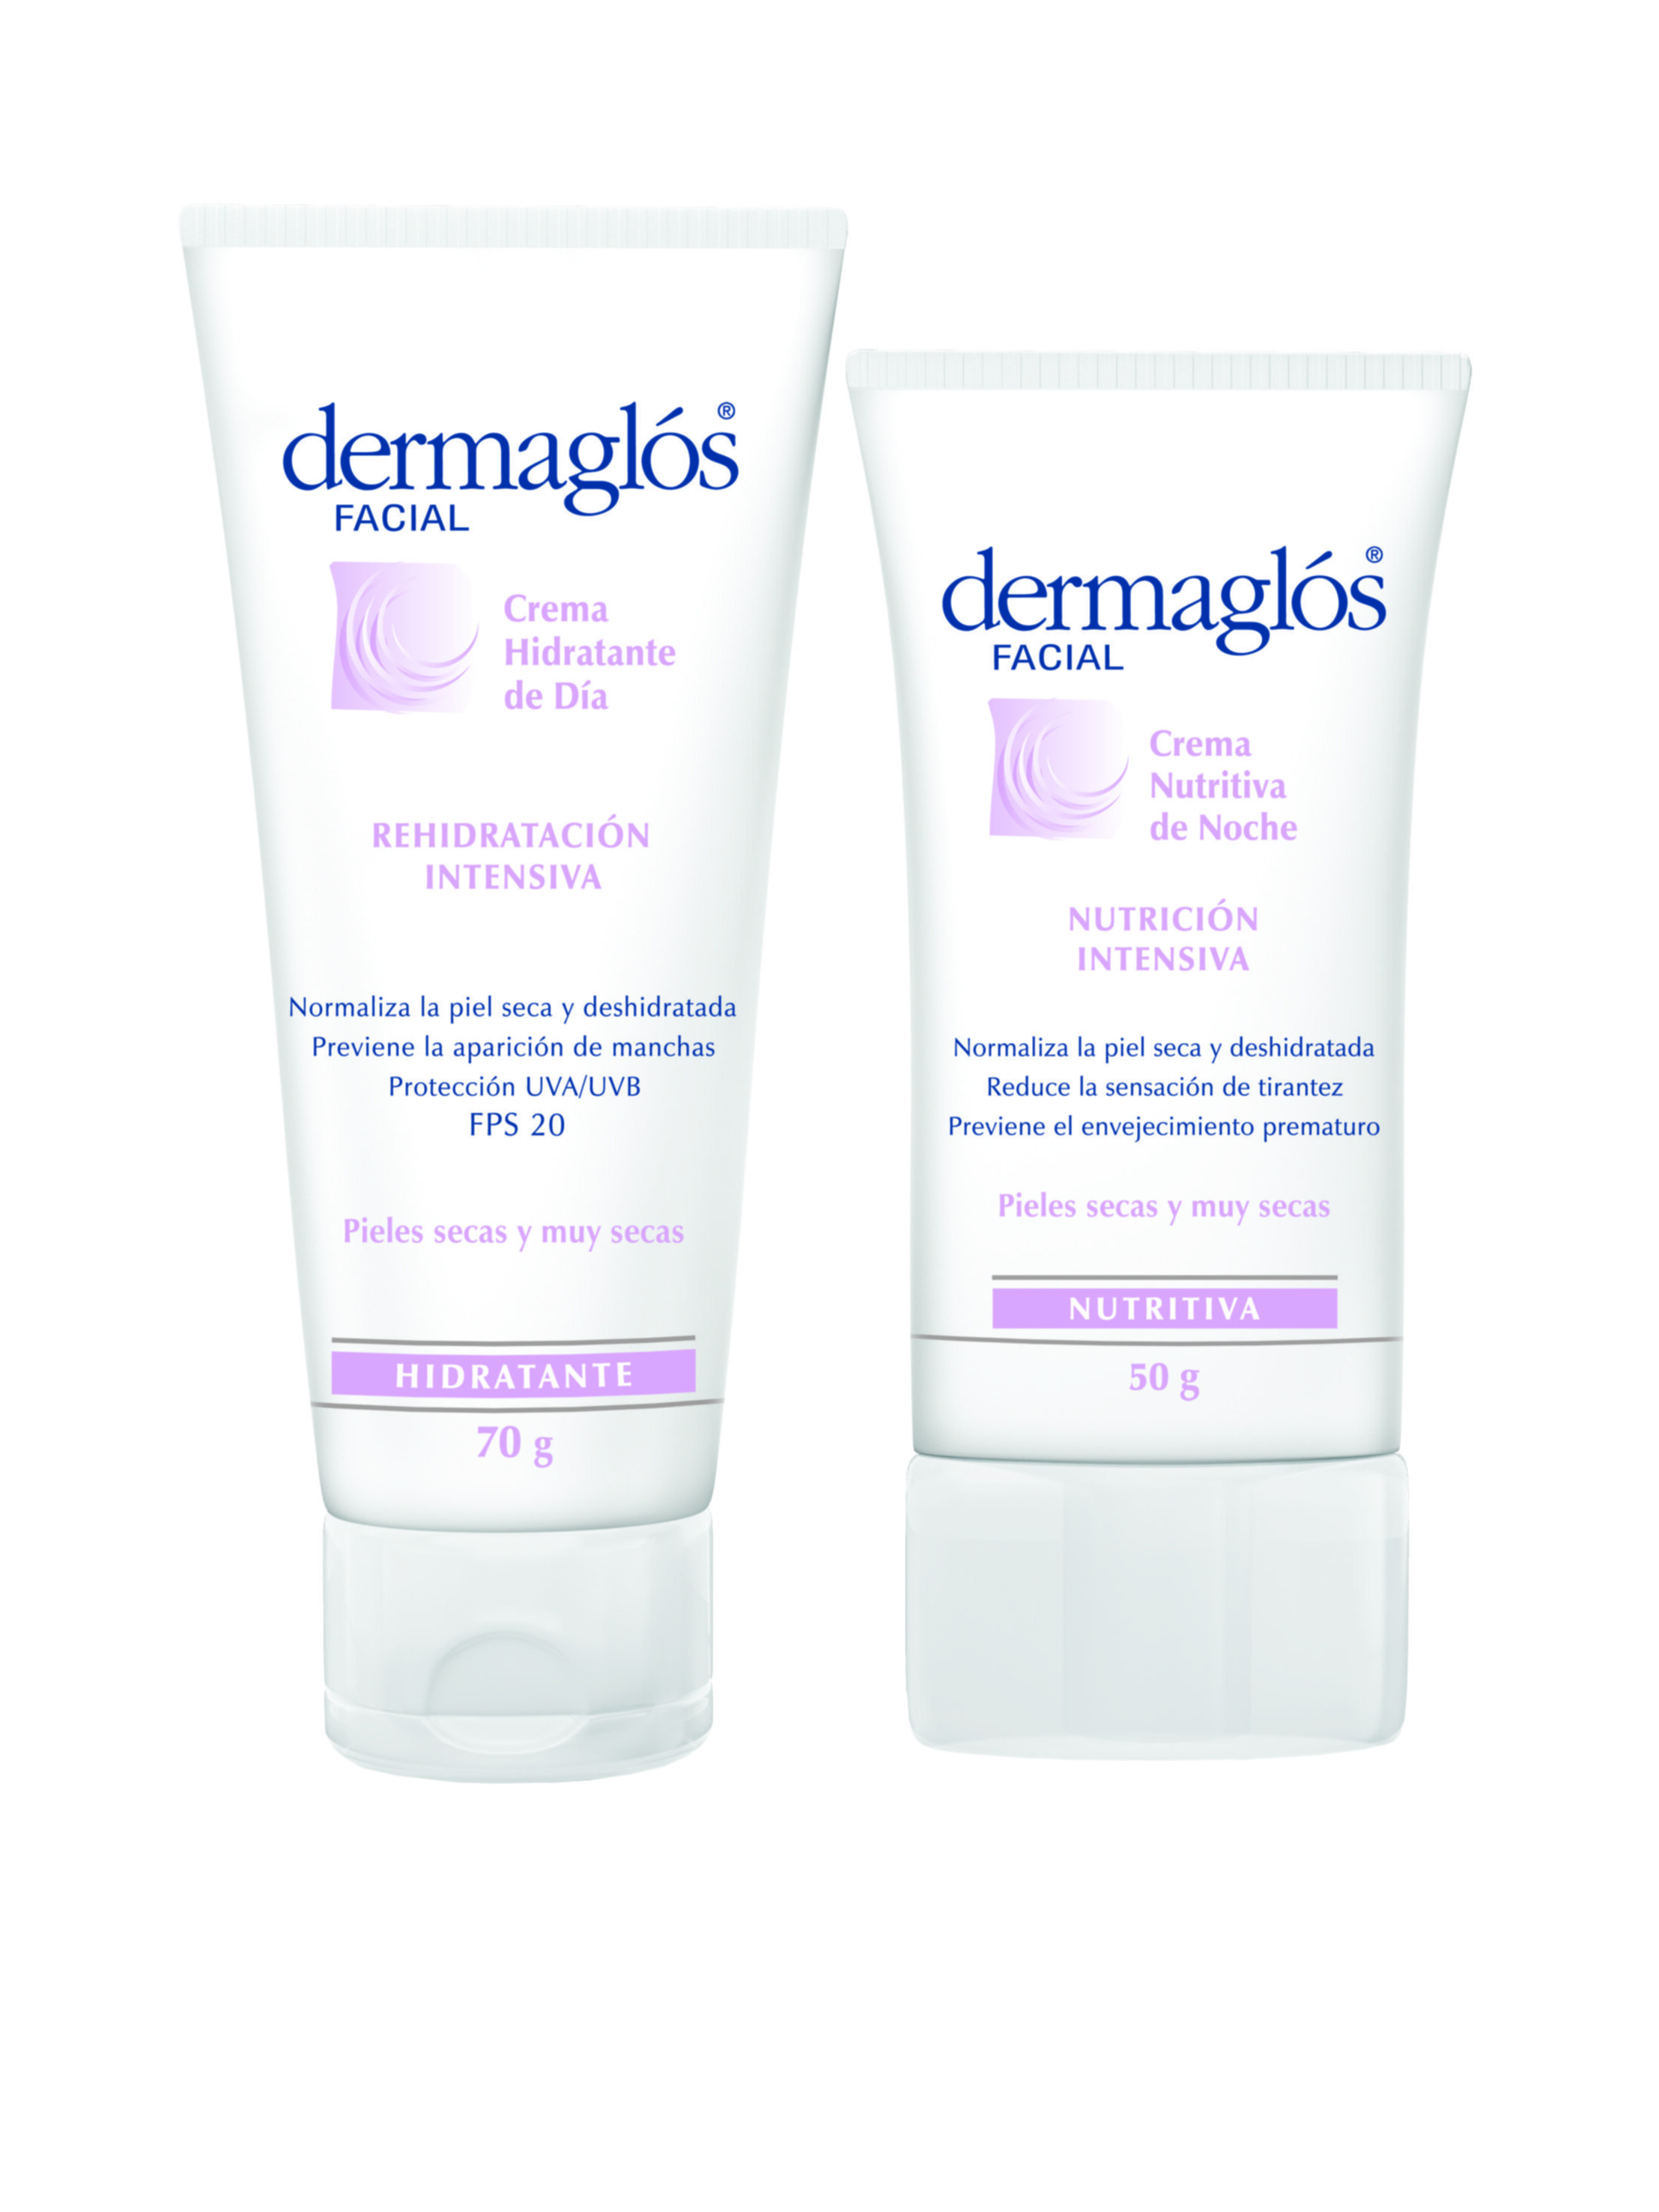 dermaglós®
FACIAL
Crema
Hidratante
de Día
REHIDRATACIÓN
INTENSIVA
Normaliza la piel seca y deshidratada
Previene la aparición de manchas
Protección UVA/UVB
FPS 20
Pieles secas y muy secas
HIDRATANTE
70 g
dermaglós®
FACIAL
Crema
Nutritiva
de Noche
NUTRICIÓN
INTENSIVA
Normaliza la piel seca y deshidratada
Reduce la sensación de tirantez
Previene el envejecimiento prematuro
Pieles secas y muy secas
NUTRITIVA
50 g